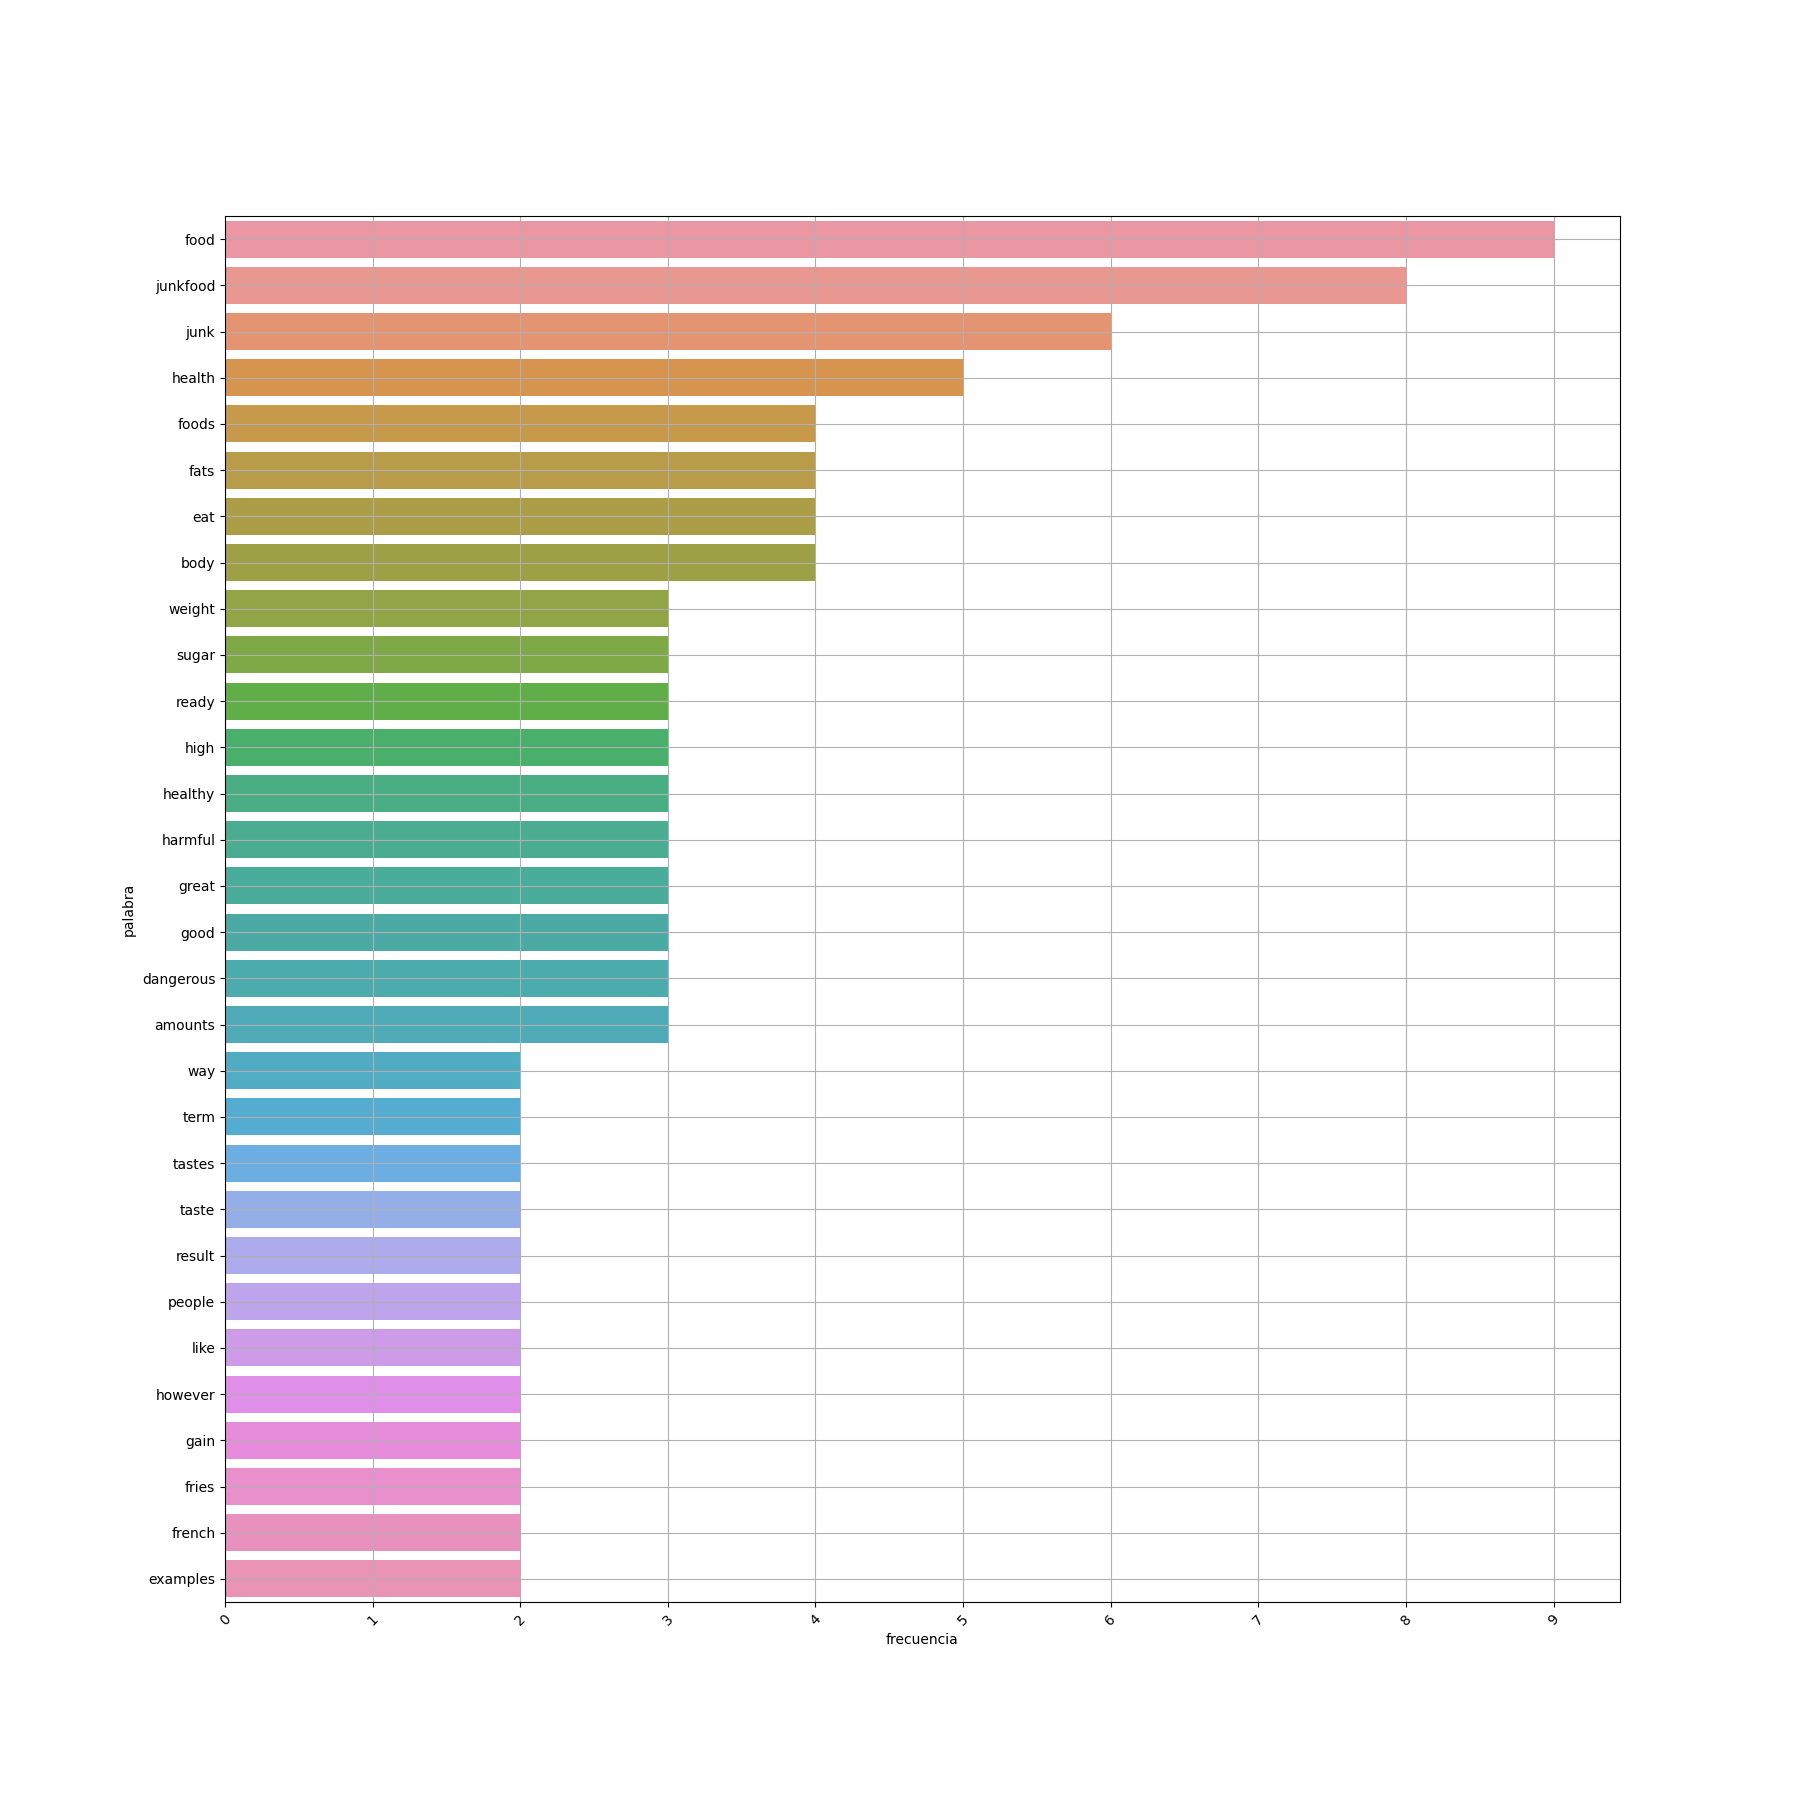 food
junkfood
junk
health
foods
fats
eat
body
weight
sugar
ready
high
healthy
harmful
great
good
dangerous
amounts
way
term
tastes
taste
result
people
like
however
gain
fries
french
examples
palabra
0 1 2 3 4 5 6 7 8 9
frecuencia